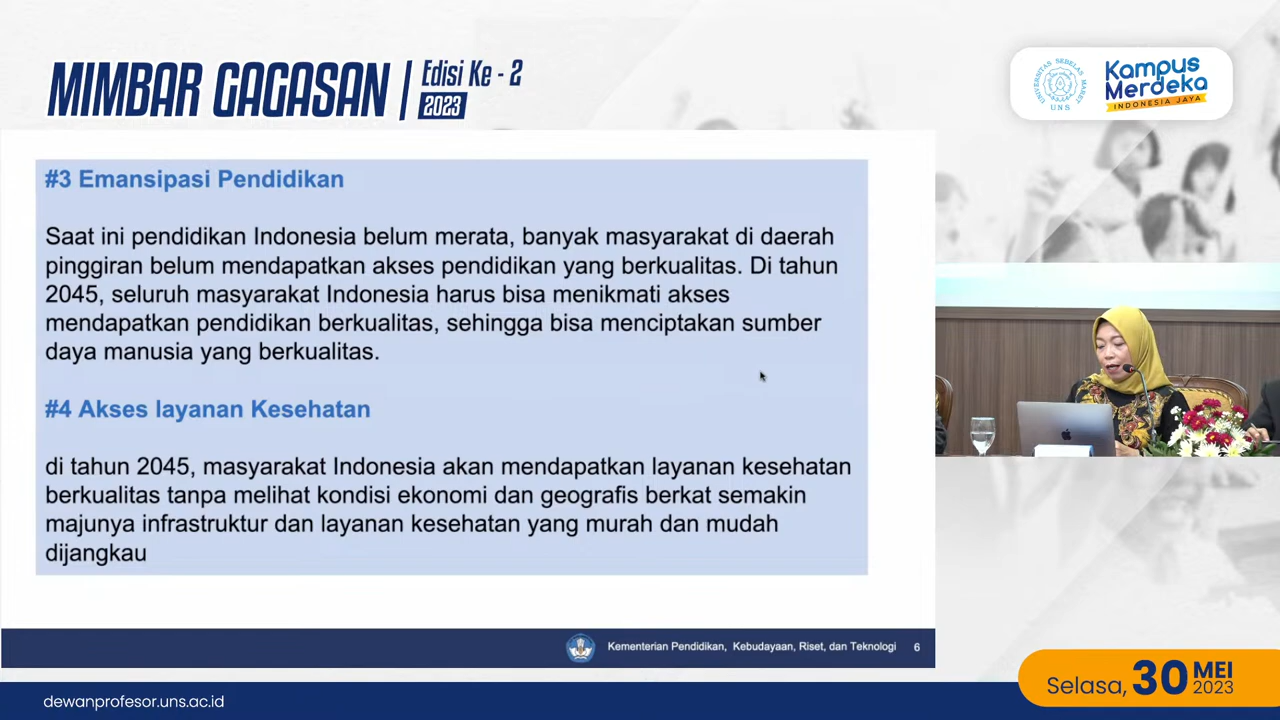 MIMBAR GAGASAN
Edisi Ke - 2
2023
UNIVERSITAS SEBELAS MARET
UNS
Kampus
Merdeka
INDONESIA JAYA
#3 Emansipasi Pendidikan
Saat ini pendidikan Indonesia belum merata, banyak masyarakat di daerah
pinggiran belum mendapatkan akses pendidikan yang berkualitas. Di tahun
2045, seluruh masyarakat Indonesia harus bisa menikmati akses
mendapatkan pendidikan berkualitas, sehingga bisa menciptakan sumber
daya manusia yang berkualitas.
#4 Akses layanan Kesehatan
di tahun 2045, masyarakat Indonesia akan mendapatkan layanan kesehatan
berkualitas tanpa melihat kondisi ekonomi dan geografis berkat semakin
majunya infrastruktur dan layanan kesehatan yang murah dan mudah
dijangkau
Kementerian Pendidikan, Kebudayaan, Riset, dan Teknologi 6
dewanprofesor.uns.ac.id
Selasa, 30 MEI
2023